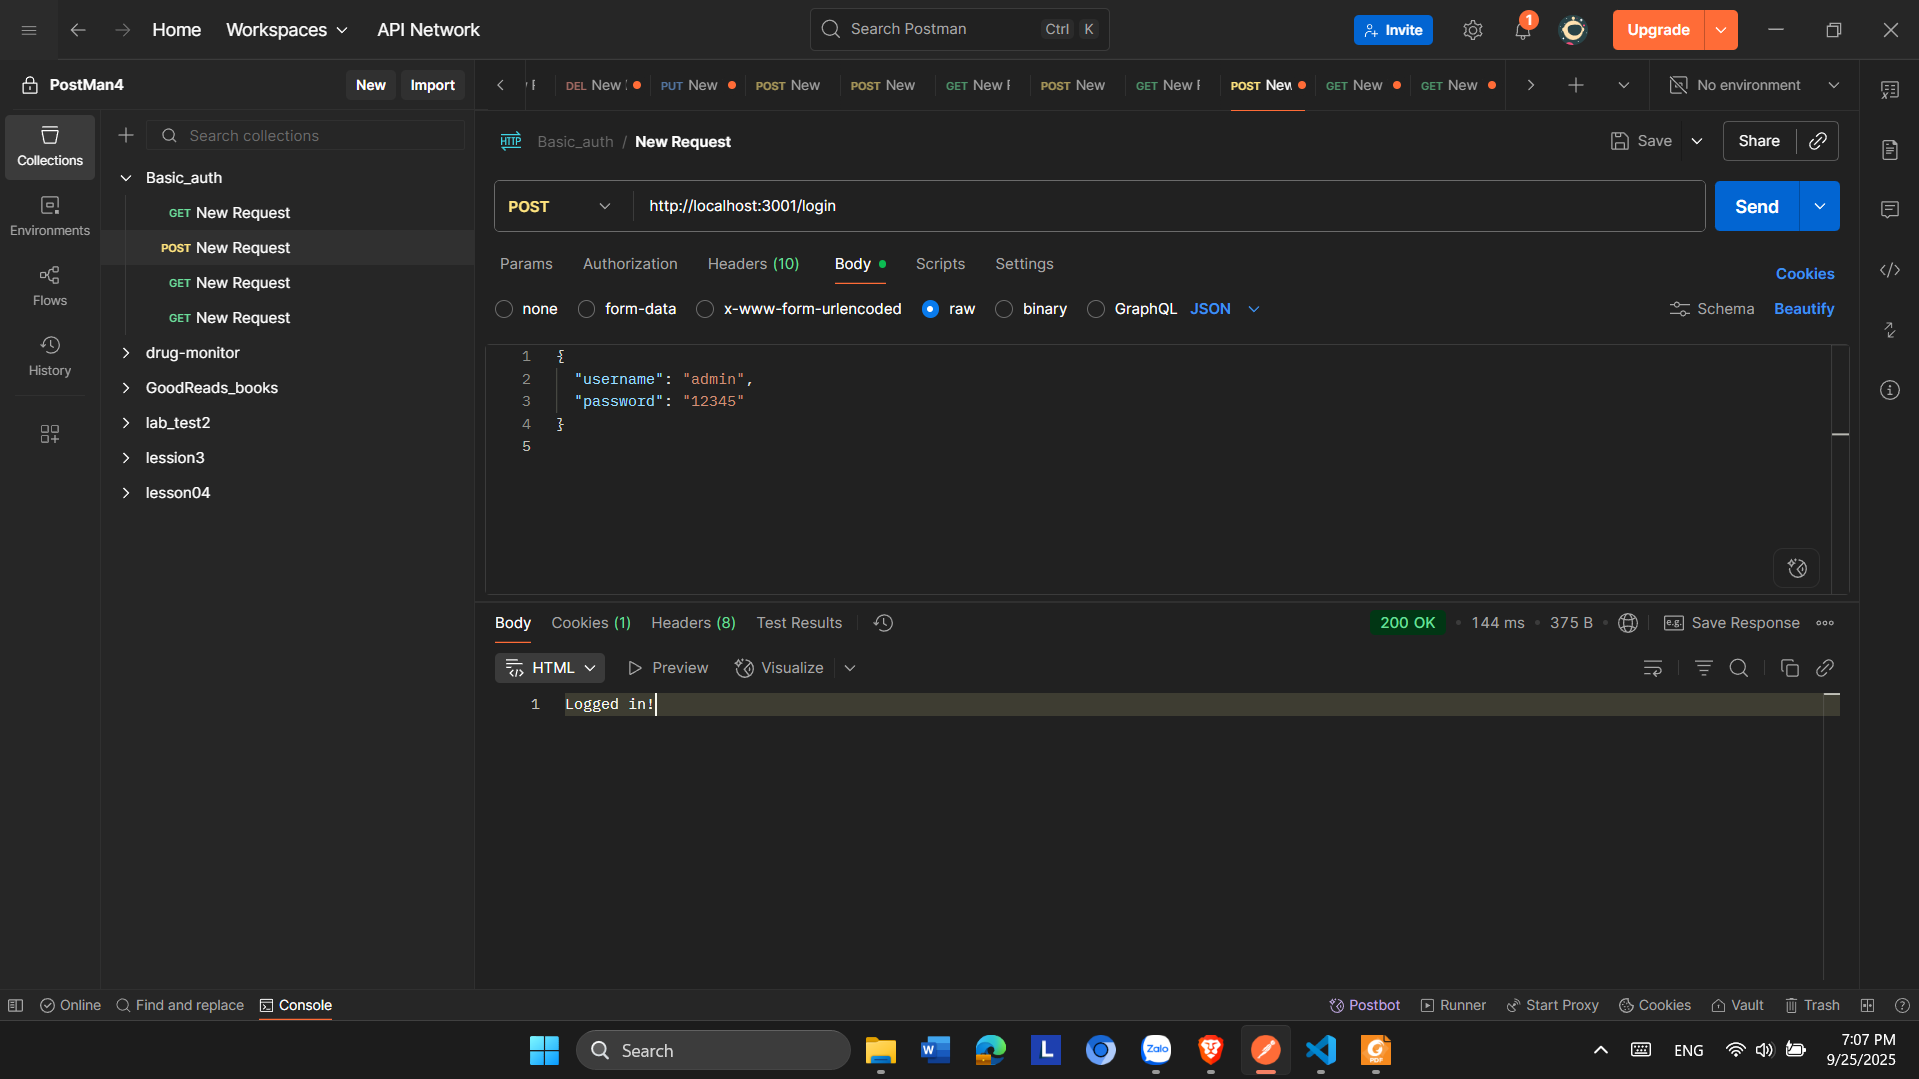 Home
Workspaces
API Network
Search Postman
Ctrl K
Invite
1
Upgrade
PostMan4
New
Import
DEL New
PUT New
POST New
POST New
GET New
POST New
GET New
POST New
GET New
GET New
No environment
Collections
Environments
Flows
History
Search collections
Basic_auth
GET New Request
POST New Request
GET New Request
GET New Request
drug-monitor
GoodReads_books
lab_test2
lession3
lesson04
HTTP
Basic_auth / New Request
Save
Share
POST
http://localhost:3001/login
Send
Params
Authorization
Headers (10)
Body
Scripts
Settings
Cookies
none
form-data
x-www-form-urlencoded
raw
binary
GraphQL
JSON
Schema
Beautify
1 {
2 "username": "admin",
3 "password": "12345"
4 }
5
Body
Cookies (1)
Headers (8)
Test Results
200 OK
144 ms
375 B
e.g.
Save Response
HTML
Preview
Visualize
1 Logged in!
Online
Find and replace
Console
Postbot
Runner
Start Proxy
Cookies
Vault
Trash
Search
W
L
Zalo
PDF
ENG
7:07 PM
9/25/2025